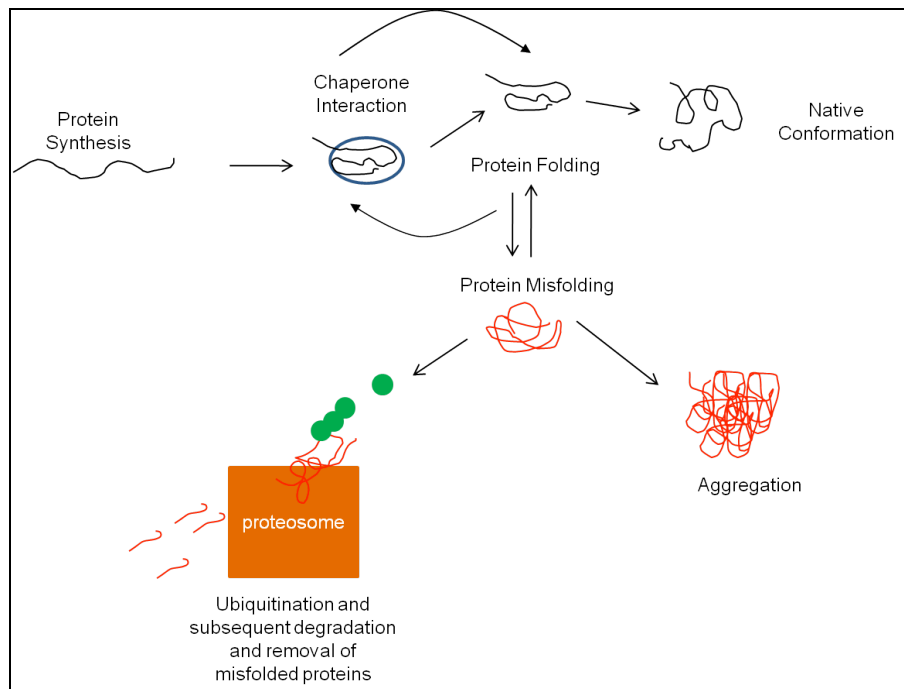 Protein
Synthesis
Chaperone
Interaction
Protein Folding
Native
Conformation
Protein Misfolding
Aggregation
proteosome
Ubiquitination and
subsequent degradation
and removal of
misfolded proteins